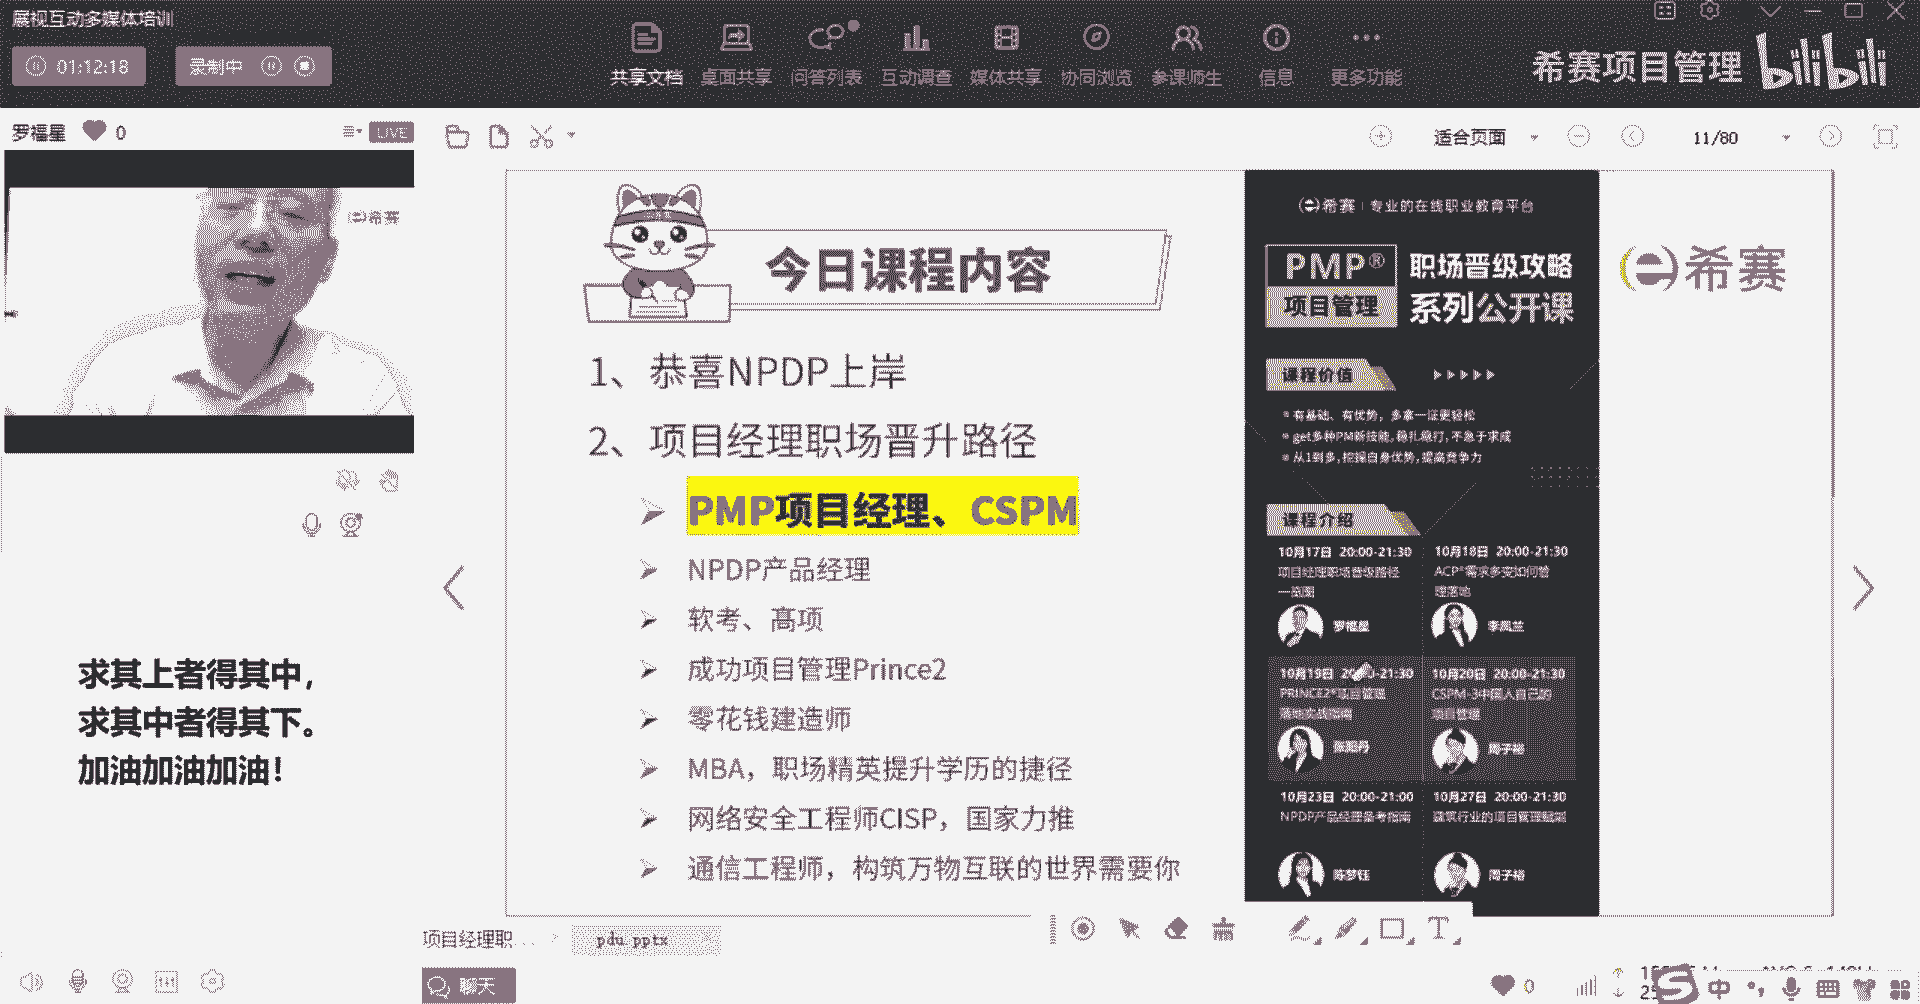 展视互动多媒体培训
01:12:18
录制中
共享文档
桌面共享
问答列表
互动调查
媒体共享
协同浏览
参课师生
信息
更多功能
希赛项目管理 bilibili
罗福星 0
LIVE
适合页面
11/80
希赛
求其上者得其中，
求其中者得其下。
加油加油加油！
今日课程内容
1、恭喜NPDP上岸
2、项目经理职场晋升路径
PMP项目经理、CSPM
NPDP产品经理
软考、高项
成功项目管理Prince2
零花钱建造师
MBA，职场精英提升学历的捷径
网络安全工程师CISP，国家力推
通信工程师，构筑万物互联的世界需要你
希赛 | 专业的在线职业教育平台
PMP®
项目管理
职场晋级攻略
系列公开课
希赛
课程价值
有基础、有优势，多拿一证更轻松
get多种PM新技能,稳扎稳打,不急于求成
从1到多,挖掘自身优势,提高竞争力
课程介绍
10月17日 20:00-21:30
项目经理职场晋级路径
一览图
罗福星
10月18日 20:00-21:30
ACP®需求多变如何管
理落地
李凤兰
10月19日
-21:30
PRINCE2®项目管理
落地实战指南
张阳丹
10月20日 20:00-21:30
CSPM-3中国人自己的
项目管理
周子裕
10月23日 20:00-21:00
NPDP产品经理备考指南
陈梦钰
10月27日 20:00-21:30
建筑行业的项目管理赋能
周子裕
项目经理职...
pdu.pptx
聊天
0
中